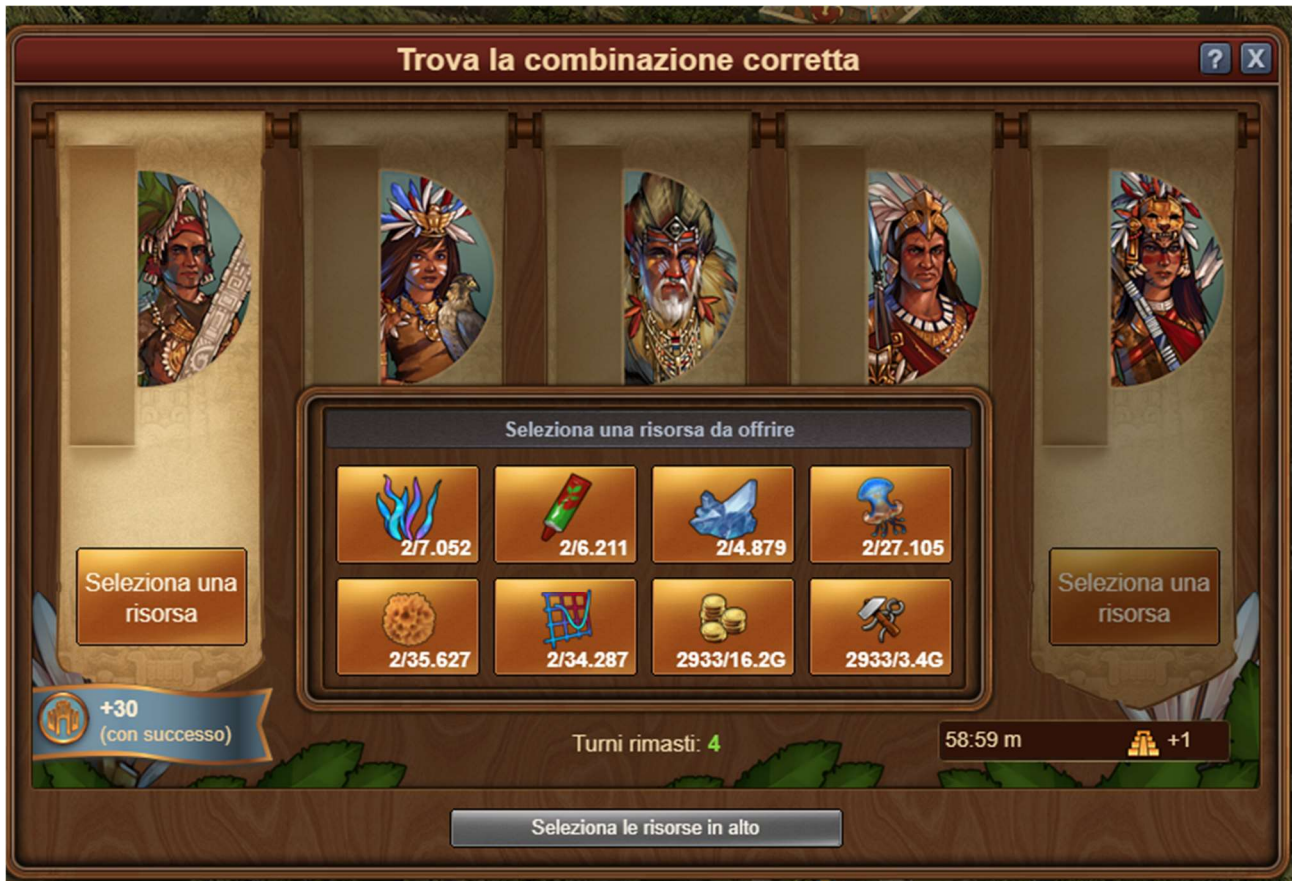 Trova la combinazione corretta
? X
Seleziona una risorsa da offrire
2/7.052 2/6.211 2/4.879 2/27.105
2/35.627 2/34.287 2933/16.2G 2933/3.4G
Seleziona una
risorsa
Seleziona una
risorsa
+30
(con successo)
Turni rimasti: 4
58:59 m +1
Seleziona le risorse in alto